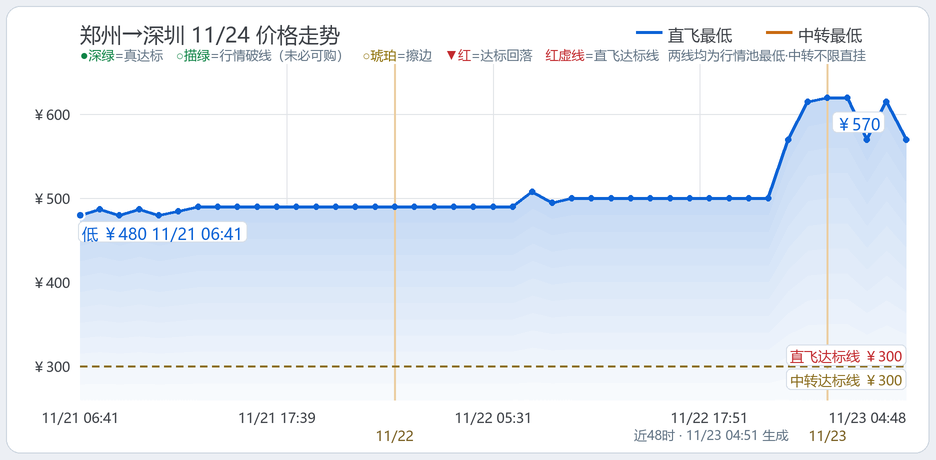 郑州→深圳 11/24 价格走势
直飞最低 中转最低
●深绿=真达标 ○描绿=行情破线（未必可购） ○琥珀=擦边 ▼红=达标回落 红虚线=直飞达标线 两线均为行情池最低·中转不限直挂
¥600
¥570
¥500
低 ¥480 11/21 06:41
¥400
¥300
直飞达标线 ¥300
中转达标线 ¥300
11/21 06:41 11/21 17:39 11/22 05:31 11/22 17:51 11/23 04:48
11/22 近48时 · 11/23 04:51 生成 11/23